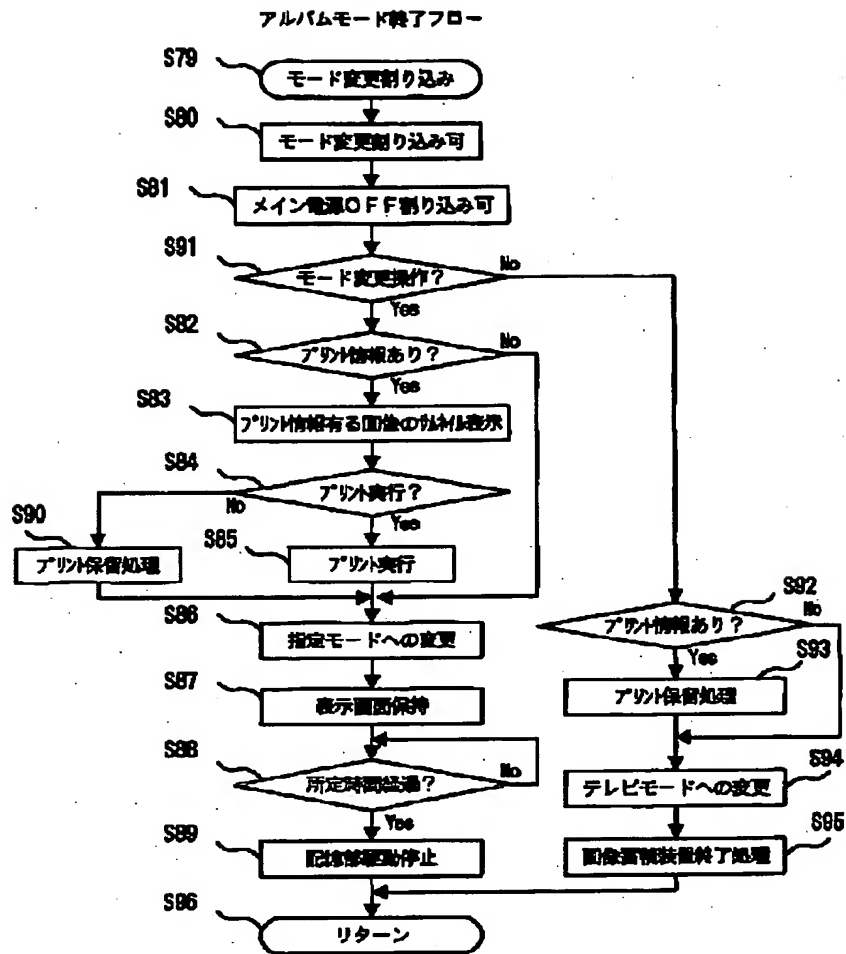 アルバムモード終了フロー
S79
モード変更割り込み
S80
モード変更割り込み可
S81
メイン電源OFF割り込み可
S91
モード変更操作?
No
Yes
S82
プリント情報あり?
No
Yes
S83
プリント情報有る画像のサムネイル表示
S84
プリント実行?
No
Yes
S90
プリント保留処理
S85
プリント実行
S86
指定モードへの変更
S87
表示画面保持
S88
所定時間経過?
No
Yes
S89
記憶部駆動停止
S92
プリント情報あり?
No
Yes
S93
プリント保留処理
S94
テレビモードへの変更
S95
画像蓄積装置終了処理
S96
リターン